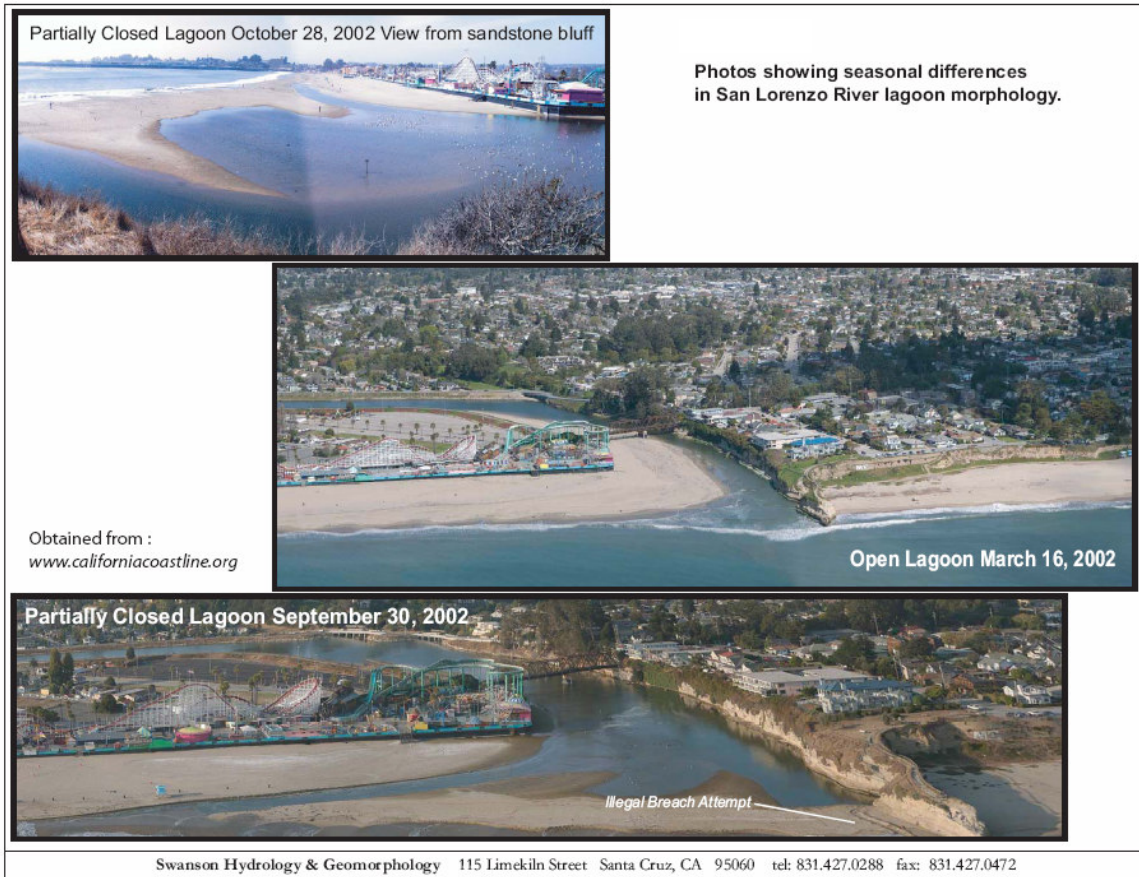 Partially Closed Lagoon October 28, 2002 View from sandstone bluff
Photos showing seasonal differences
in San Lorenzo River lagoon morphology.
Obtained from :
www.californiacoastline.org
Open Lagoon March 16, 2002
Partially Closed Lagoon September 30, 2002
Illegal Breach Attempt
Swanson Hydrology & Geomorphology 115 Limekiln Street Santa Cruz, CA 95060 tel: 831.427.0288 fax: 831.427.0472